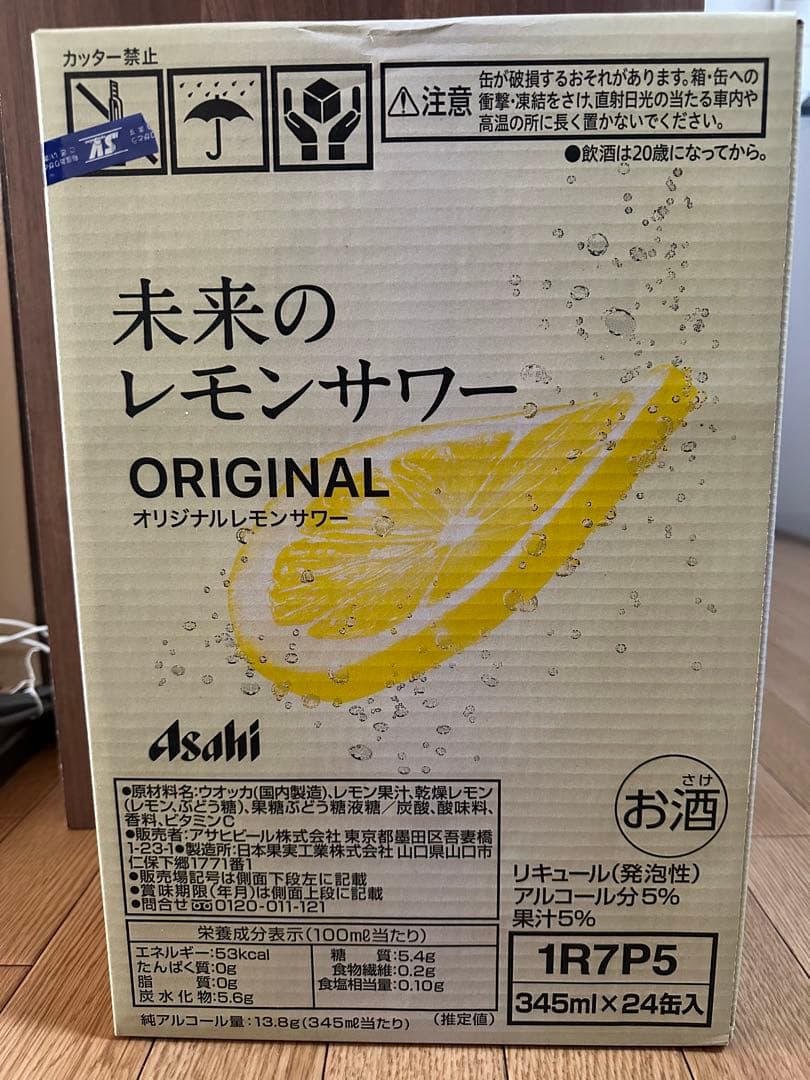 カッター禁止
注意
缶が破損するおそれがあります。箱・缶への
衝撃・凍結をさけ、直射日光の当たる車内や
高温の所に長く置かないでください。
●飲酒は20歳になってから。
SV
未来の
レモンサワー
ORIGINAL
オリジナルレモンサワー
Asahi
●原材料名:ウオッカ(国内製造)、レモン果汁、乾燥レモン
(レモン、ぶどう糖)、果糖ぶどう糖液糖/炭酸、酸味料、
香料、ビタミンC
●販売者:アサヒビール株式会社 東京都墨田区吾妻橋
1-23-1●製造所:日本果実工業株式会社 山口県山口市
仁保下郷1771番1
●販売場記号は側面下段左に記載
●賞味期限(年月)は側面上段に記載
●問合せ 0120-011-121
栄養成分表示(100mℓ当たり)
エネルギー:53kcal
たんぱく質:0g
脂質:0g
炭水化物:5.6g
糖質:5.4g
食物繊維:0.2g
食塩相当量:0.10g
純アルコール量:13.8g(345mℓ当たり) (推定値)
さけ
お酒
リキュール(発泡性)
アルコール分5%
果汁5%
1R7P5
345ml×24缶入